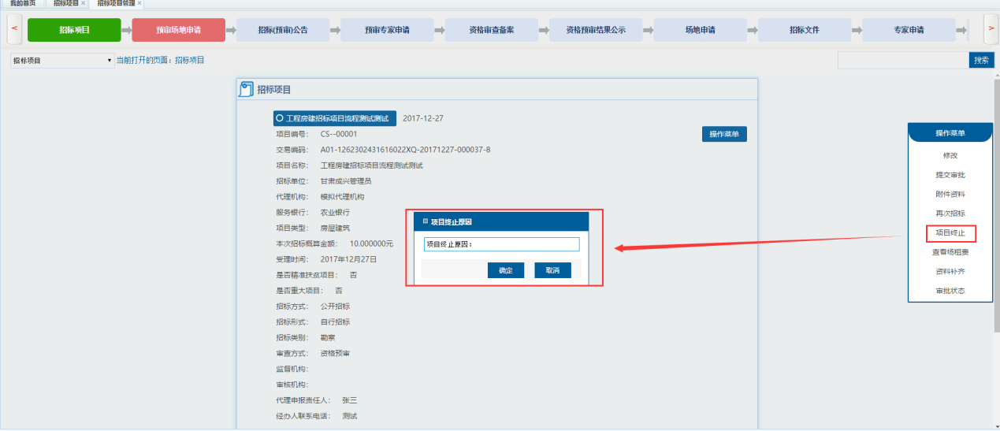 我的首页 招标项目 × 招标项目管理 ×
< 招标项目 预审场地申请 招标(预审)公告 预审专家申请 资格审查备案 资格预审结果公示 场地申请 招标文件 专家申请 >
招标项目 当前打开的页面：招标项目 搜索
招标项目
工程房建招标项目流程测试测试 2017-12-27
操作菜单
项目编号： CS--00001
交易编码： A01-1262302431616022XQ-20171227-000037-8
项目名称： 工程房建招标项目流程测试测试
招标单位： 甘肃成兴管理员
代理机构： 模拟代理机构
服务银行： 农业银行
项目类型： 房屋建筑
本次招标概算金额： 10.000000元
受理时间： 2017年12月27日
是否精准扶贫项目： 否
是否重大项目： 否
招标方式： 公开招标
招标形式： 自行招标
招标类别： 勘察
审查方式： 资格预审
监督机构：
审核机构：
代理申报责任人： 张三
经办人联系电话： 测试
项目终止原因
项目终止原因：
确定 取消
操作菜单
修改
提交审批
附件资料
再次招标
项目终止
查看场租费
资料补齐
审批状态